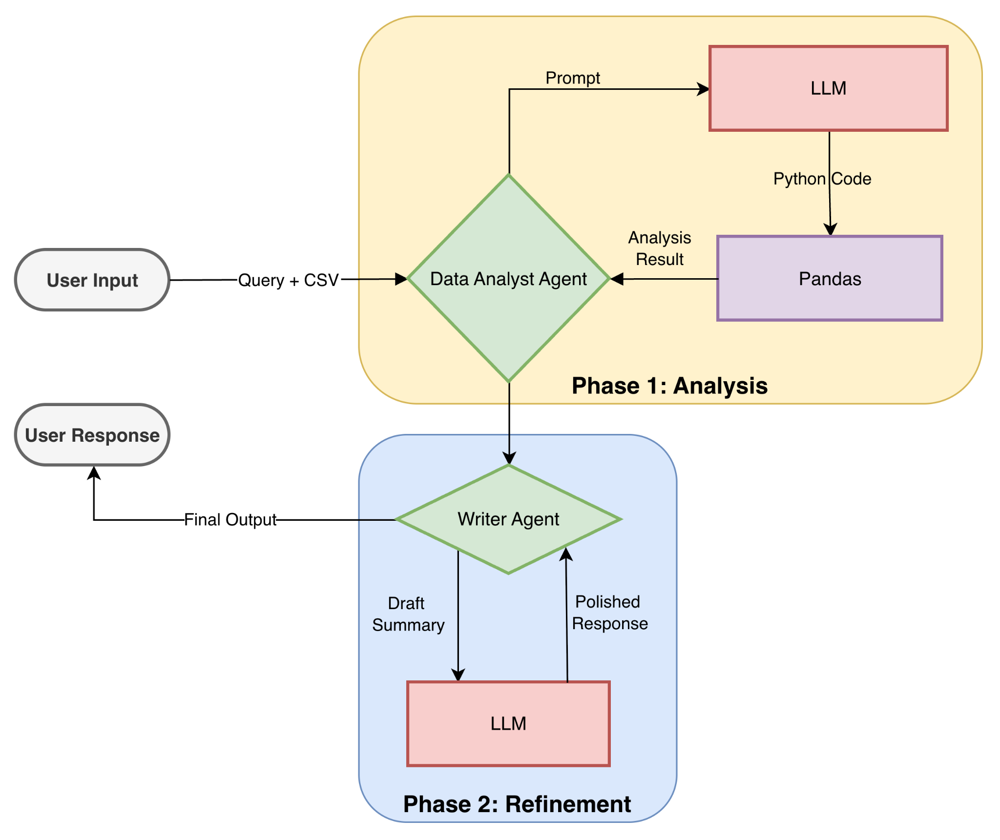 Prompt
LLM
Python Code
Analysis
Result
User Input
Query + CSV
Data Analyst Agent
Pandas
Phase 1: Analysis
User Response
Final Output
Writer Agent
Draft
Summary
Polished
Response
LLM
Phase 2: Refinement